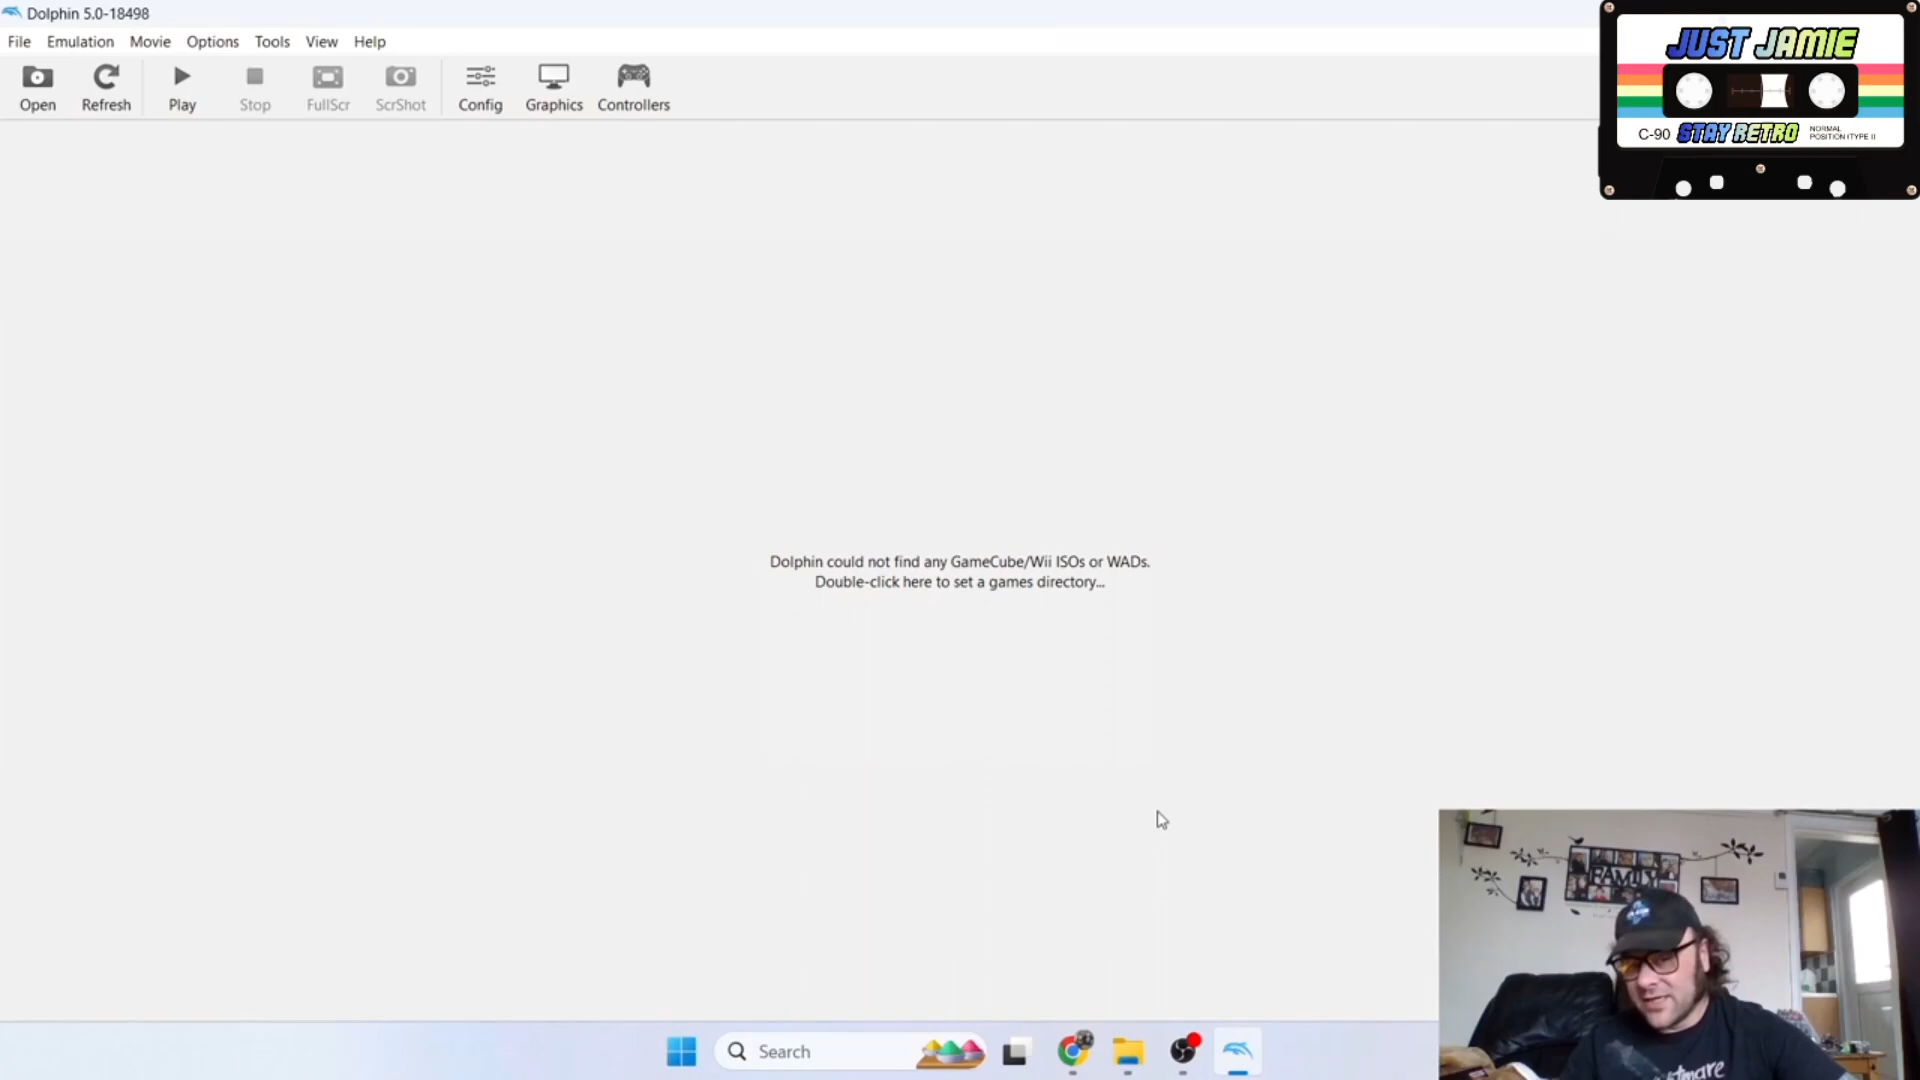 Dolphin 5.0-18498
File Emulation Movie Options Tools View Help
Open Refresh Play Stop FullScr ScrShot Config Graphics Controllers
JUST JAMIE
C-90 STAY RETRO NORMAL
POSITION (TYPE II
Dolphin could not find any GameCube/Wii ISOs or WADs.
Double-click here to set a games directory...
FAMILY
Search